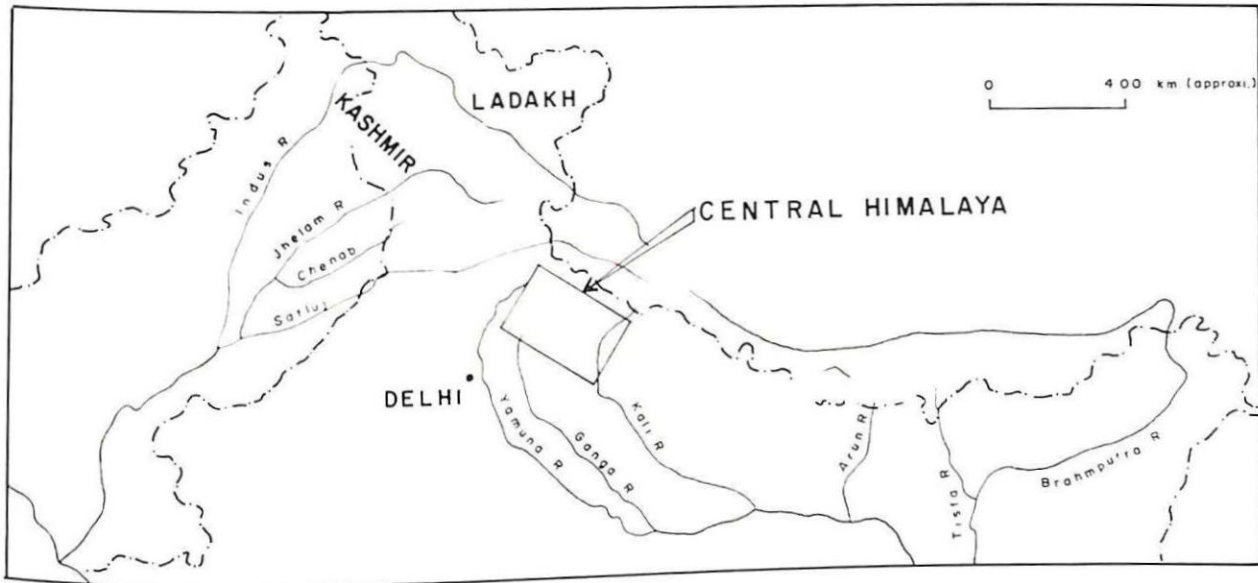 0 400 km (approxi.)
LADAKH
KASHMIR
Indus R
Jhelam R
Chenab
Satluj
CENTRAL HIMALAYA
DELHI
Yamuna R
Ganga R
Kali R
Arun R
Tista R
Brahmputra R